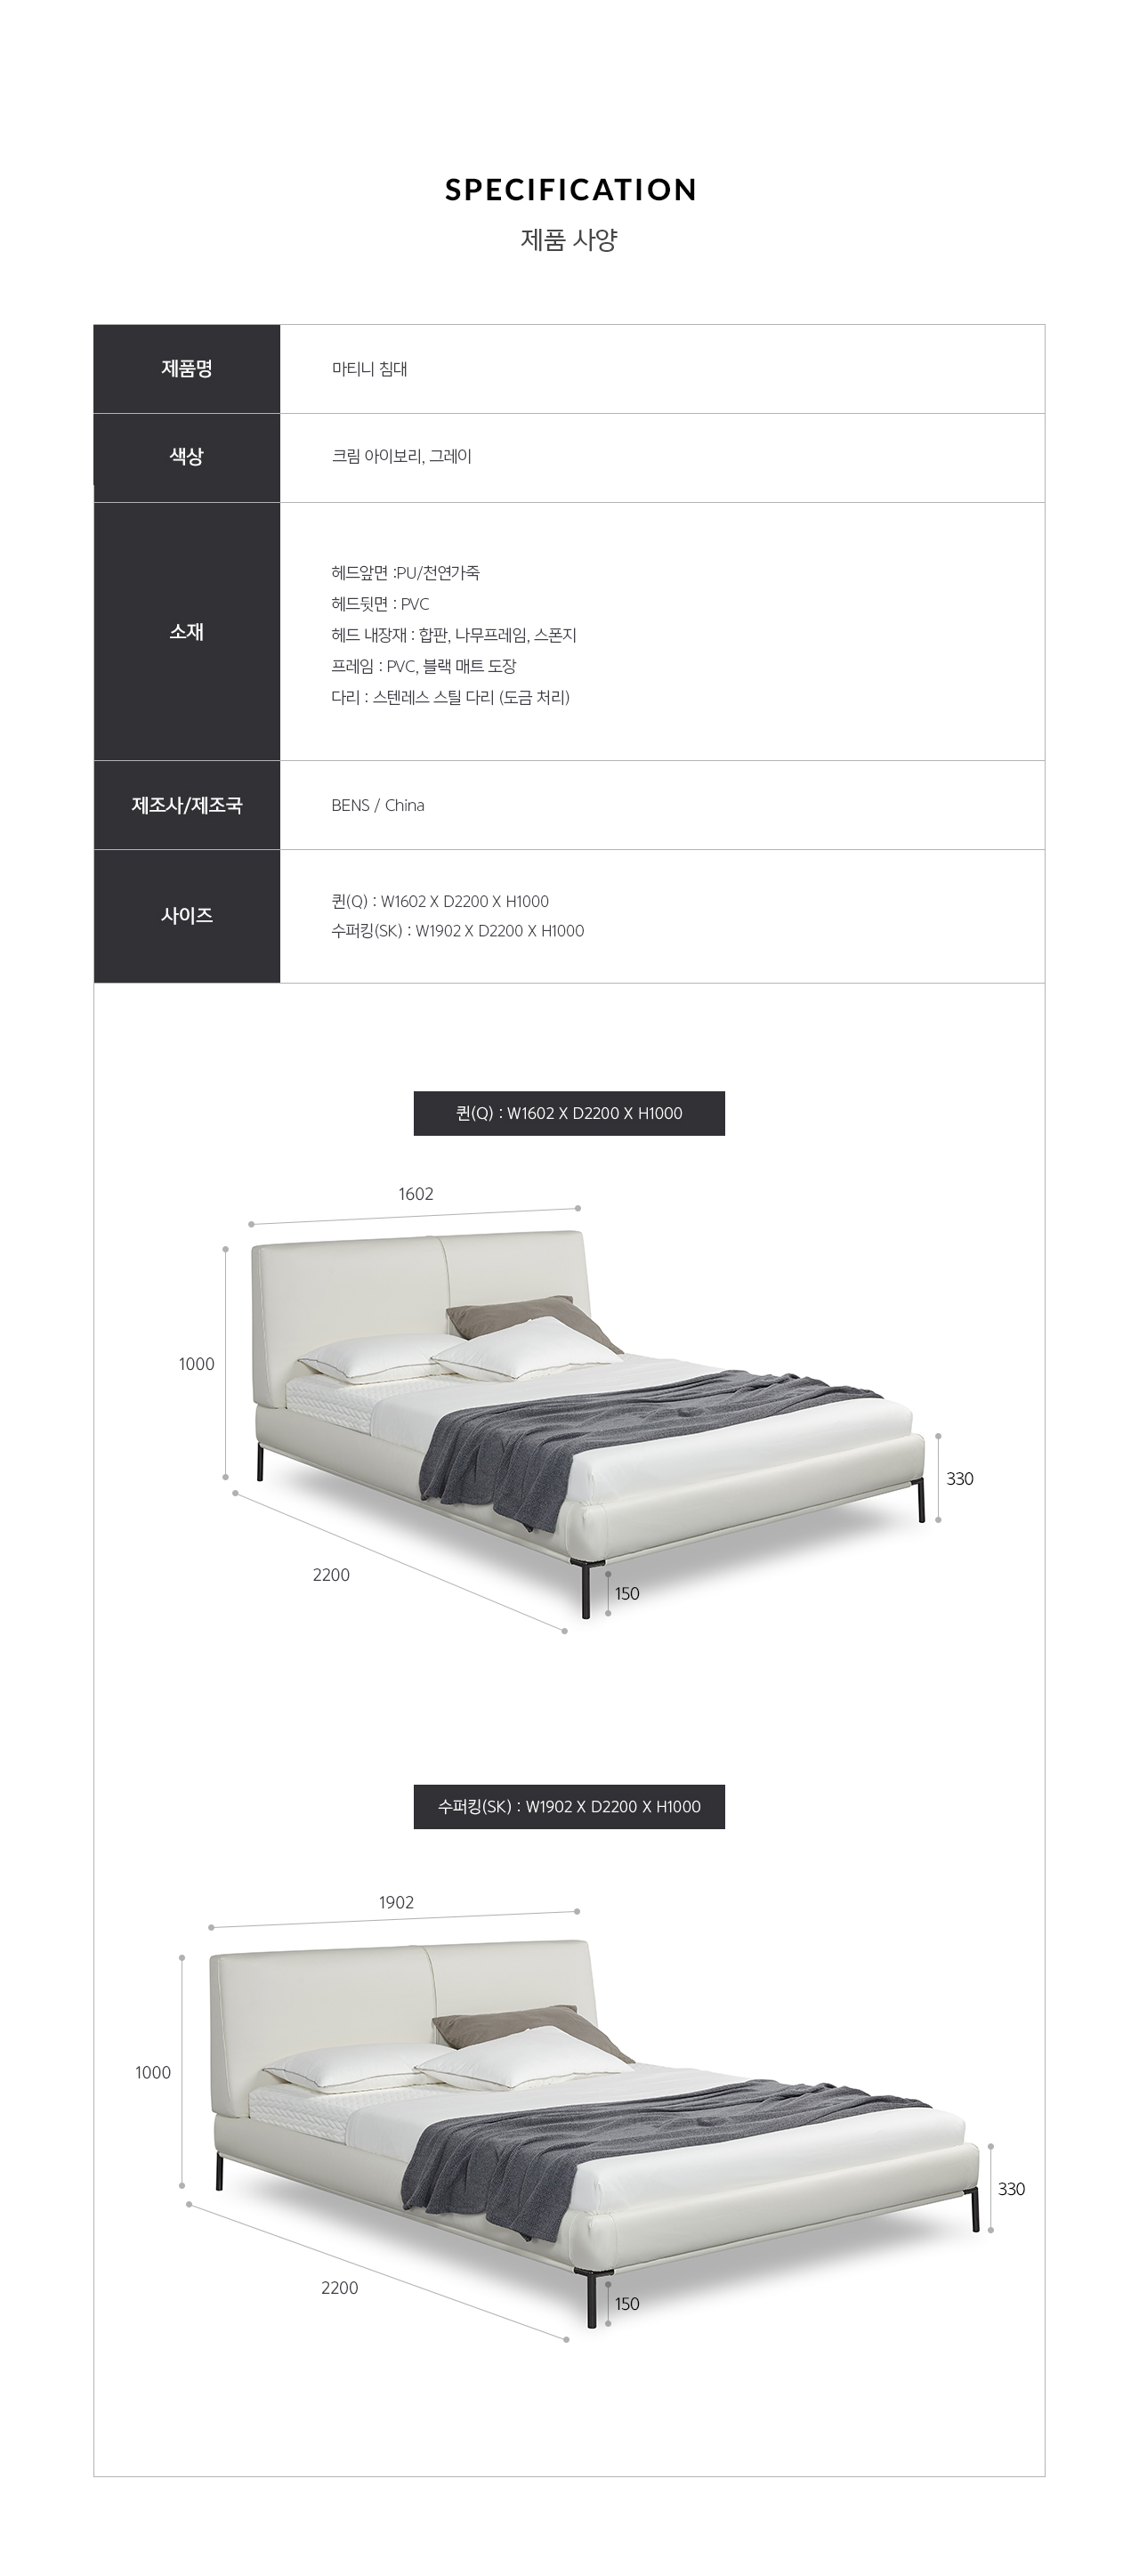 SPECIFICATION
제품 사양
제품명
마티니 침대
색상
크림 아이보리, 그레이
소재
헤드앞면 :PU/천연가죽
헤드뒷면 : PVC
헤드 내장재 : 합판, 나무프레임, 스폰지
프레임 : PVC, 블랙 매트 도장
다리 : 스텐레스 스틸 다리 (도금 처리)
제조사/제조국
BENS / China
사이즈
퀸(Q) : W1602 X D2200 X H1000
수퍼킹(SK) : W1902 X D2200 X H1000
퀸(Q) : W1602 X D2200 X H1000
1602
1000
330
2200
150
수퍼킹(SK) : W1902 X D2200 X H1000
1902
1000
330
2200
150